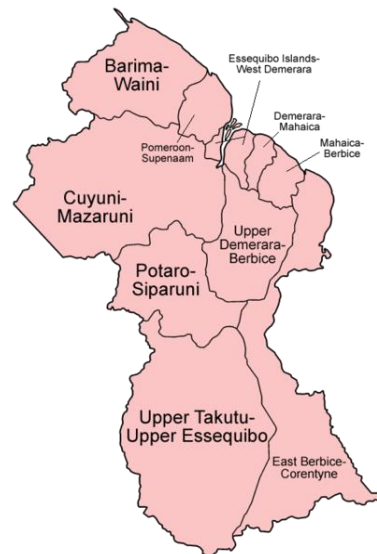 Essequibo Islands-
West Demerara
Barima-
Waini
Demerara-
Mahaica
Mahaica-
Berbice
Pomeroon-
Supenaam
Cuyuni-
Mazaruni
Upper
Demerara-
Berbice
Potaro-
Siparuni
Upper Takutu-
Upper Essequibo
East Berbice-
Corentyne